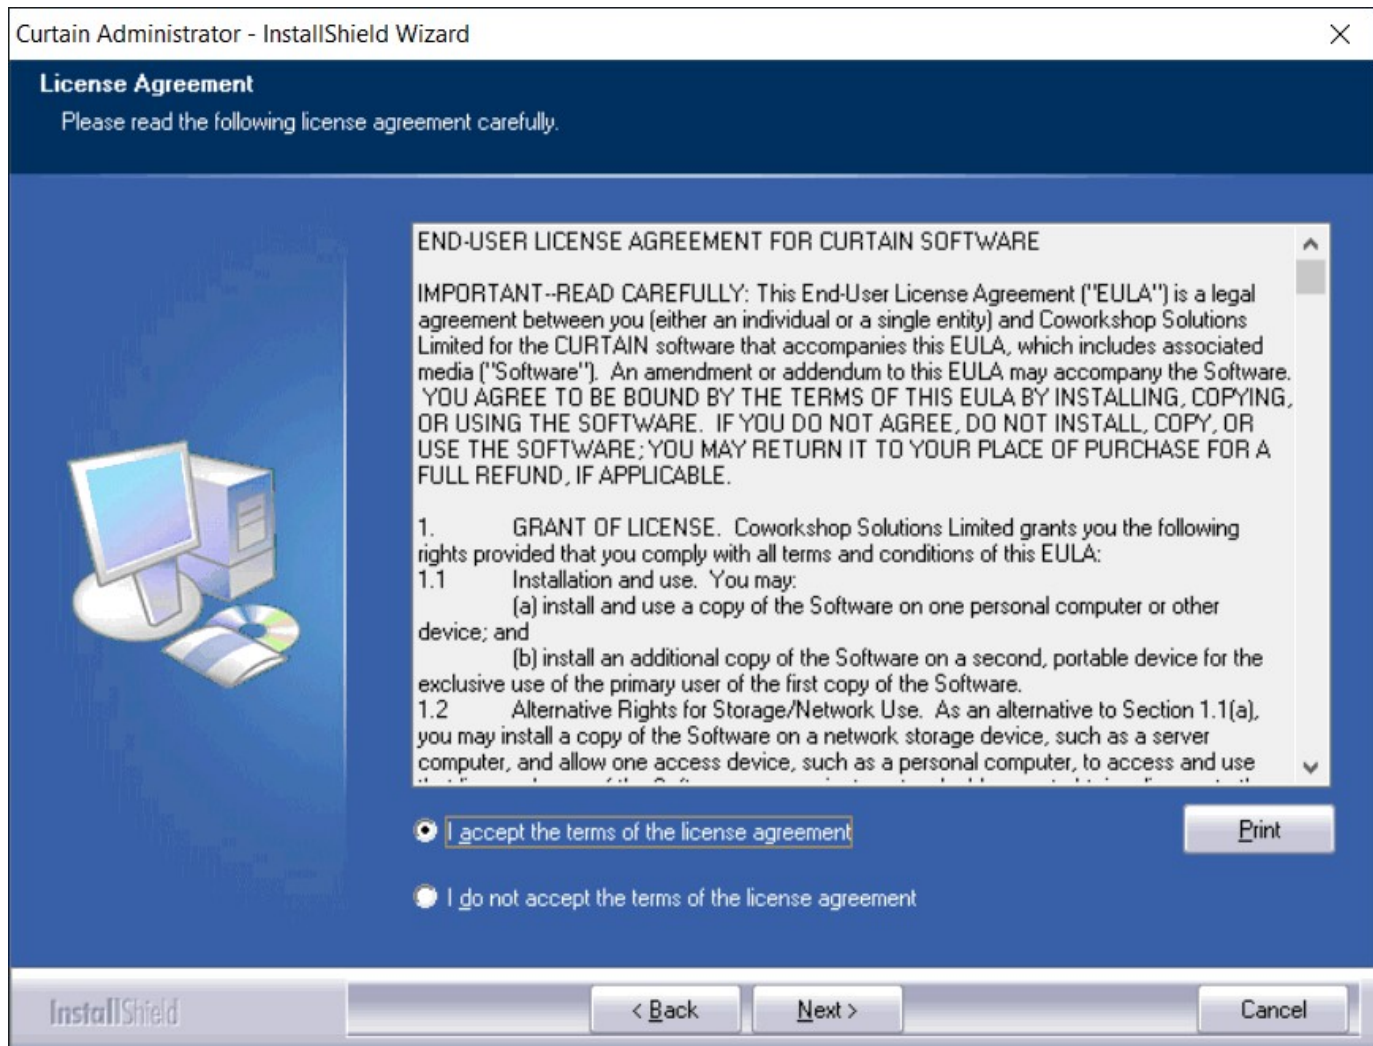 Curtain Administrator - InstallShield Wizard
License Agreement
Please read the following license agreement carefully.
END-USER LICENSE AGREEMENT FOR CURTAIN SOFTWARE
IMPORTANT--READ CAREFULLY: This End-User License Agreement ("EULA") is a legal
agreement between you (either an individual or a single entity) and Coworkshop Solutions
Limited for the CURTAIN software that accompanies this EULA, which includes associated
media ("Software").  An amendment or addendum to this EULA may accompany the Software.
YOU AGREE TO BE BOUND BY THE TERMS OF THIS EULA BY INSTALLING, COPYING,
OR USING THE SOFTWARE.  IF YOU DO NOT AGREE, DO NOT INSTALL, COPY, OR
USE THE SOFTWARE; YOU MAY RETURN IT TO YOUR PLACE OF PURCHASE FOR A
FULL REFUND, IF APPLICABLE.
1. GRANT OF LICENSE.  Coworkshop Solutions Limited grants you the following
rights provided that you comply with all terms and conditions of this EULA:
1.1 Installation and use.  You may:
(a) install and use a copy of the Software on one personal computer or other
device; and
(b) install an additional copy of the Software on a second, portable device for the
exclusive use of the primary user of the first copy of the Software.
1.2 Alternative Rights for Storage/Network Use.  As an alternative to Section 1.1(a),
you may install a copy of the Software on a network storage device, such as a server
computer, and allow one access device, such as a personal computer, to access and use
I accept the terms of the license agreement
Print
I do not accept the terms of the license agreement
InstallShield
< Back
Next >
Cancel